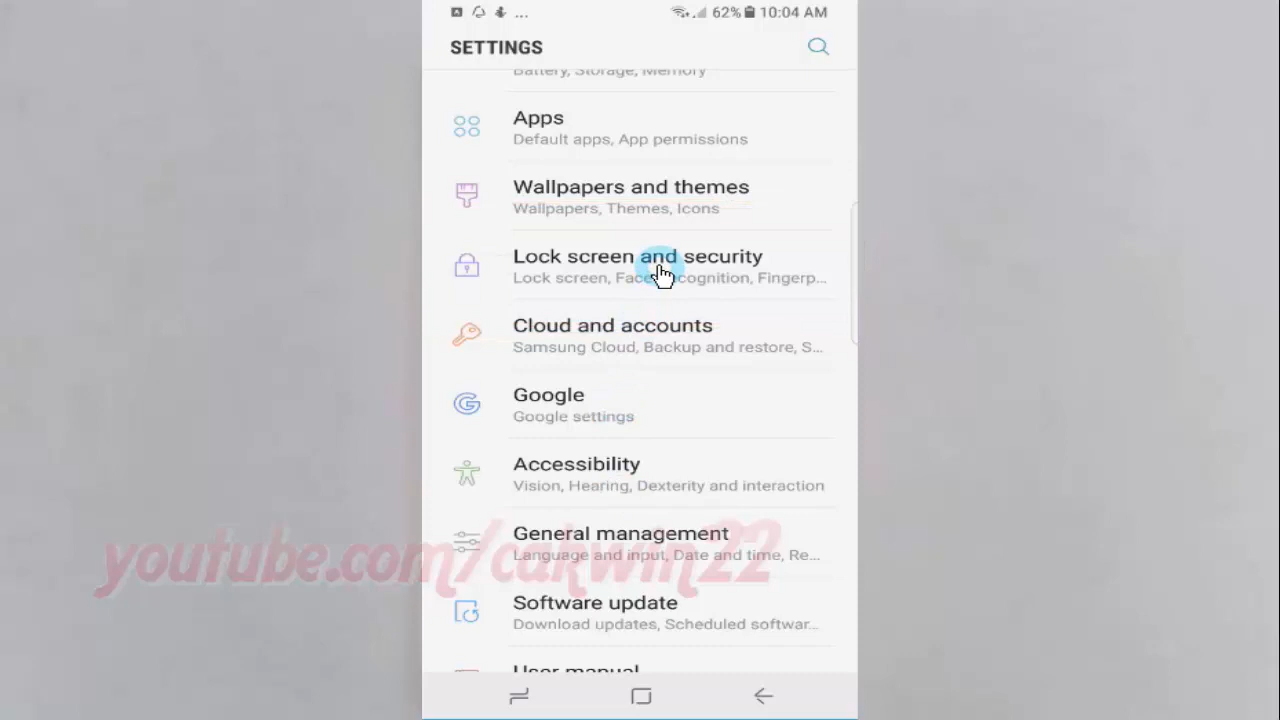 ... 62% 10:04 AM
SETTINGS
Battery, Storage, Memory
Apps
Default apps, App permissions
Wallpapers and themes
Wallpapers, Themes, Icons
Lock screen and security
Lock screen, Face recognition, Fingerp...
Cloud and accounts
Samsung Cloud, Backup and restore, S...
Google
Google settings
Accessibility
Vision, Hearing, Dexterity and interaction
General management
Language and input, Date and time, Re...
youtube.com/cakwin22
Software update
Download updates, Scheduled softwar...
User manual